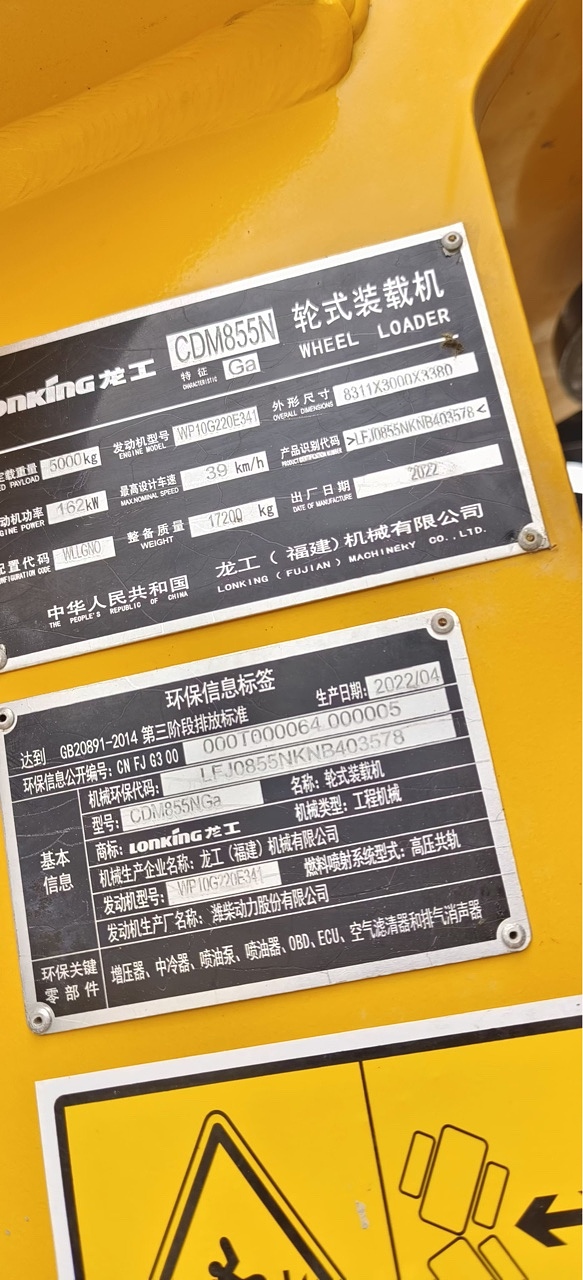 LONKING 龙工 CDM855N 轮式装载机
特征 Ga WHEEL LOADER
CHARACTERISTIC
定载重量 5000kg 发动机型号 WP10G220E341 外形尺寸 8311X3000X3380
ED PAYLOAD ENGINE MODEL OVERALL DIMENSIONS
动机功率 162kW 最高设计车速 39 km/h 产品识别代码 >LFJ0855NKNB403578<
GINE POWER MAX.NOMINAL SPEED PRODUCT IDENTIFICATION NUMBER
配置代码 WLLGNO 整备质量 17200 kg 出厂日期 2022
NFIGURATION CODE WEIGHT DATE OF MANUFACTURE
中华人民共和国 龙工(福建)机械有限公司
THE PEOPLE'S REPUBLIC OF CHINA LONKING (FUJIAN) MACHINEKY CO.,LTD.
环保信息标签
生产日期: 2022/04
达到 GB20891-2014 第三阶段排放标准
环保信息公开编号: CN FJ G3 00 000T000064 000005
基本信息
机械环保代码: LFJ0855NKNB403578
型号: CDM855NGa 名称: 轮式装载机
商标: LONKING 龙工 机械类型: 工程机械
机械生产企业名称: 龙工(福建)机械有限公司
发动机型号: WP10G220E341 燃料喷射系统型式: 高压共轨
发动机生产厂名称: 潍柴动力股份有限公司
环保关键零部件 增压器、中冷器、喷油泵、喷油器、OBD、ECU、空气滤清器和排气消声器